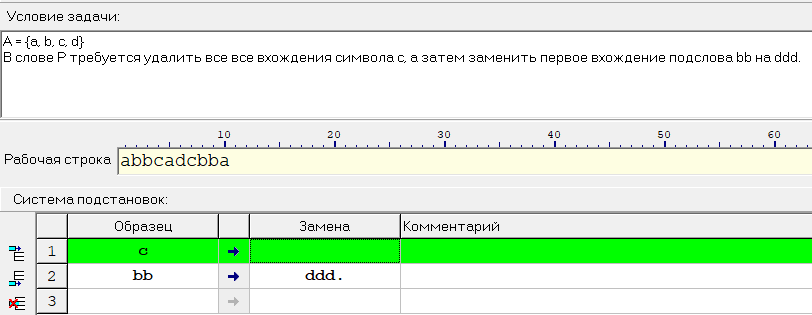 Условие задачи:
A = {a, b, c, d}
В слове P требуется удалить все все вхождения символа c, а затем заменить первое вхождение подслова bb на ddd.
10 20 30 40 50 60
Рабочая строка abbcadcbba
Система подстановок:
Образец Замена Комментарий
1 c ➔
2 bb ➔ ddd.
3 ➔